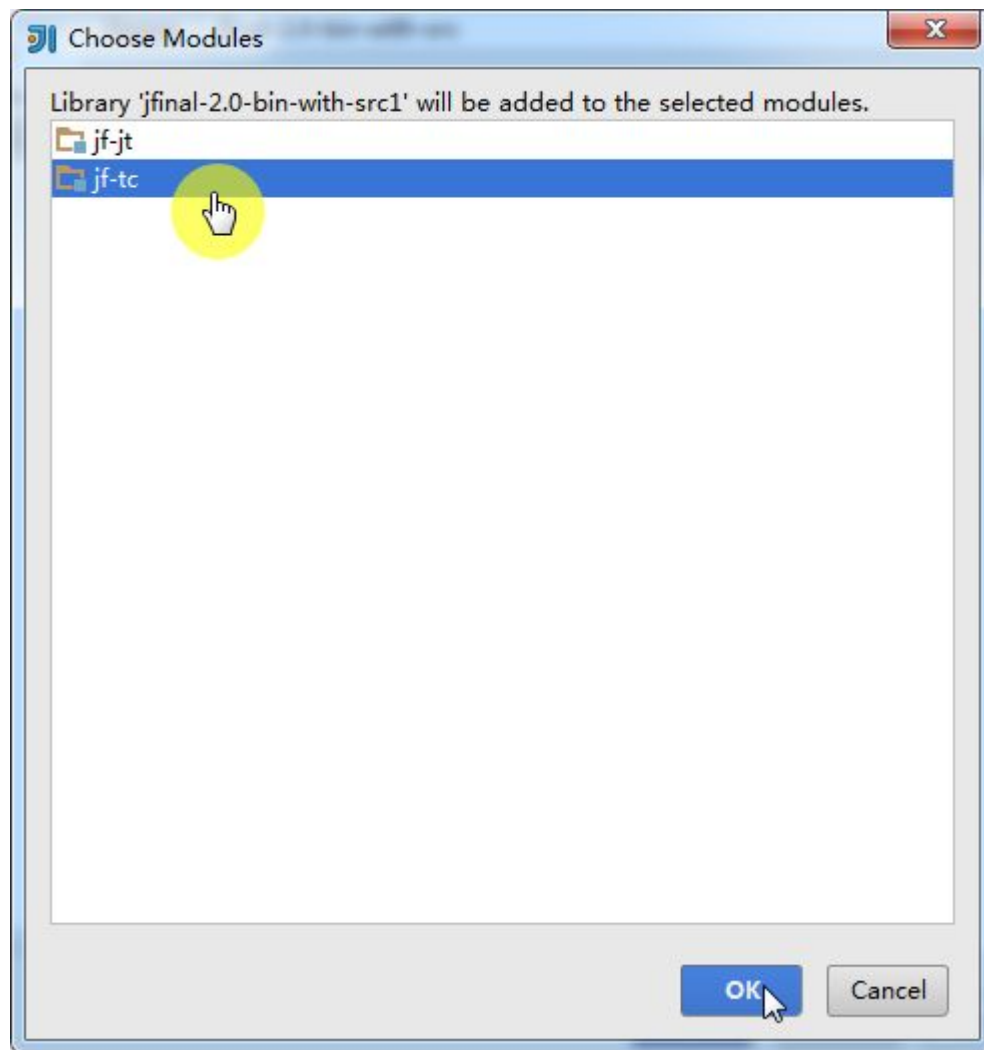 Choose Modules
Library 'jfinal-2.0-bin-with-src1' will be added to the selected modules.
jf-jt
jf-tc
OK
Cancel